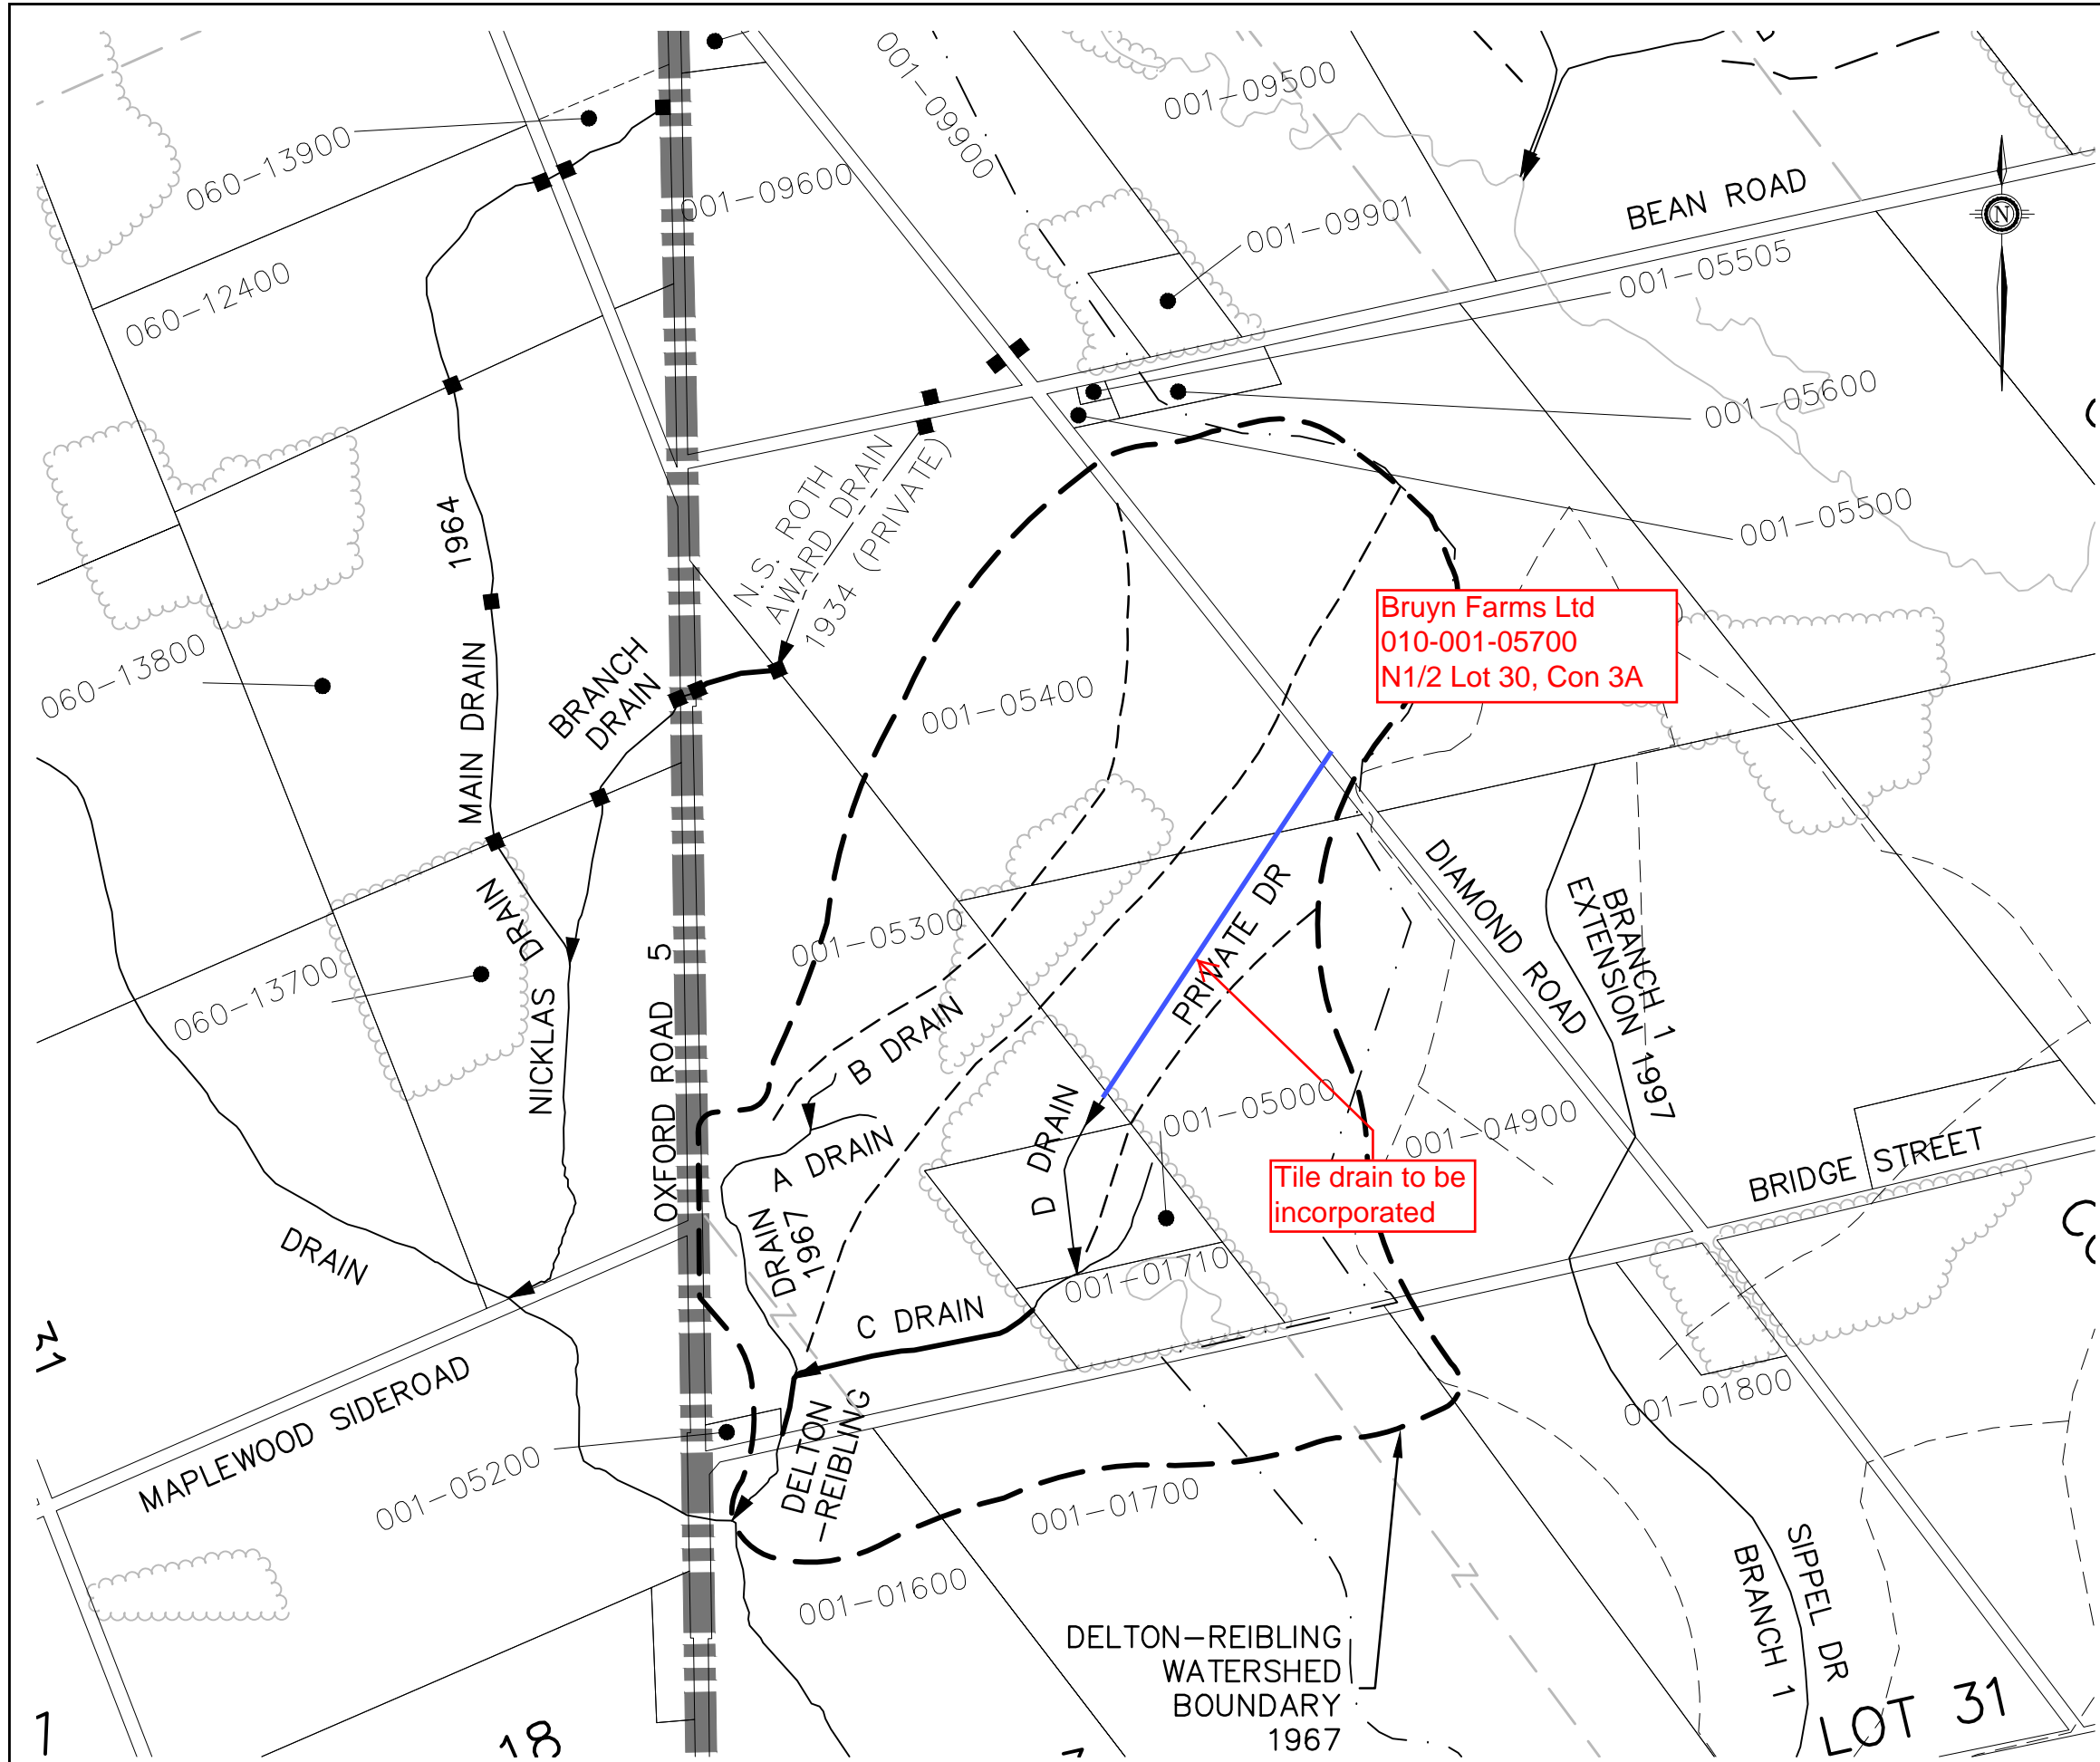 001-09900
001-09500
060-13900
001-09600
001-09901
BEAN ROAD
N
001-05505
060-12400
001-05600
1964
N.S. ROTH
AWARD DRAIN
1934 (PRIVATE)
001-05500
Bruyn Farms Ltd
010-001-05700
N1/2 Lot 30, Con 3A
060-13800
MAIN DRAIN
BRANCH
DRAIN
001-05400
DIAMOND ROAD
BRANCH 1
EXTENSION 1997
PRIVATE DR
001-05300
NICKLAS DRAIN
060-13700
OXFORD ROAD 5
B DRAIN
A DRAIN
D DRAIN
001-05000
001-04900
Tile drain to be
incorporated
BRIDGE STREET
DRAIN
DRAIN
1967
001-01710
C DRAIN
31
MAPLEWOOD SIDEROAD
001-05200
DELTON
-REIBLING
001-01800
001-01700
001-01600
SIPPEL DR
BRANCH 1
DELTON-REIBLING
WATERSHED
BOUNDARY
1967
LOT 31
1
18